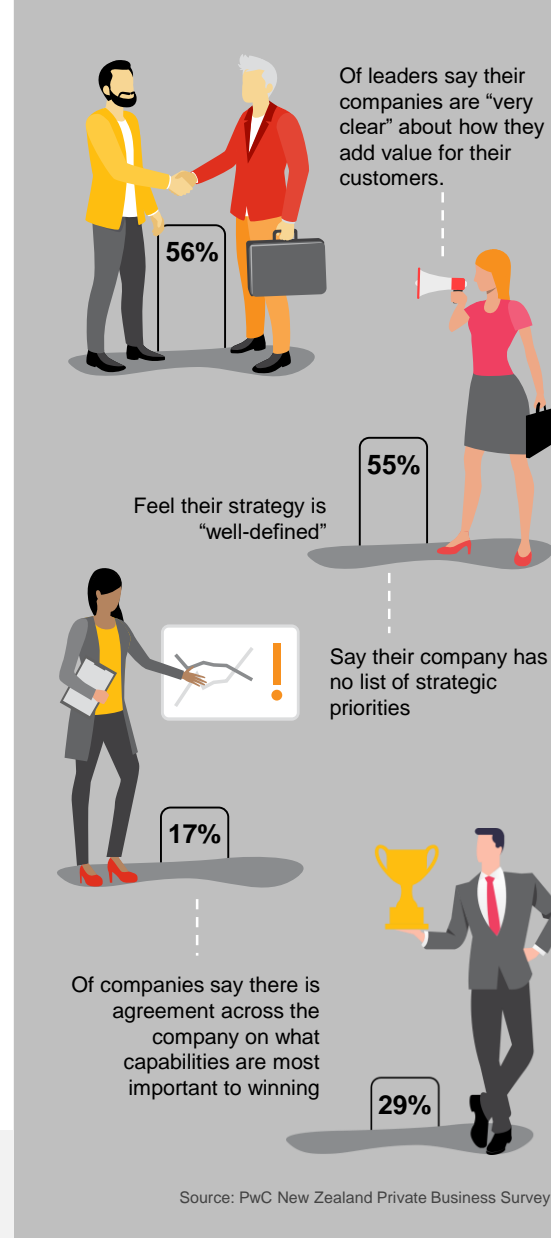 Of leaders say their
companies are “very
clear” about how they
add value for their
customers.
56%
55%
Feel their strategy is
“well-defined”
Say their company has
no list of strategic
priorities
17%
Of companies say there is
agreement across the
company on what
capabilities are most
important to winning
29%
Source: PwC New Zealand Private Business Survey